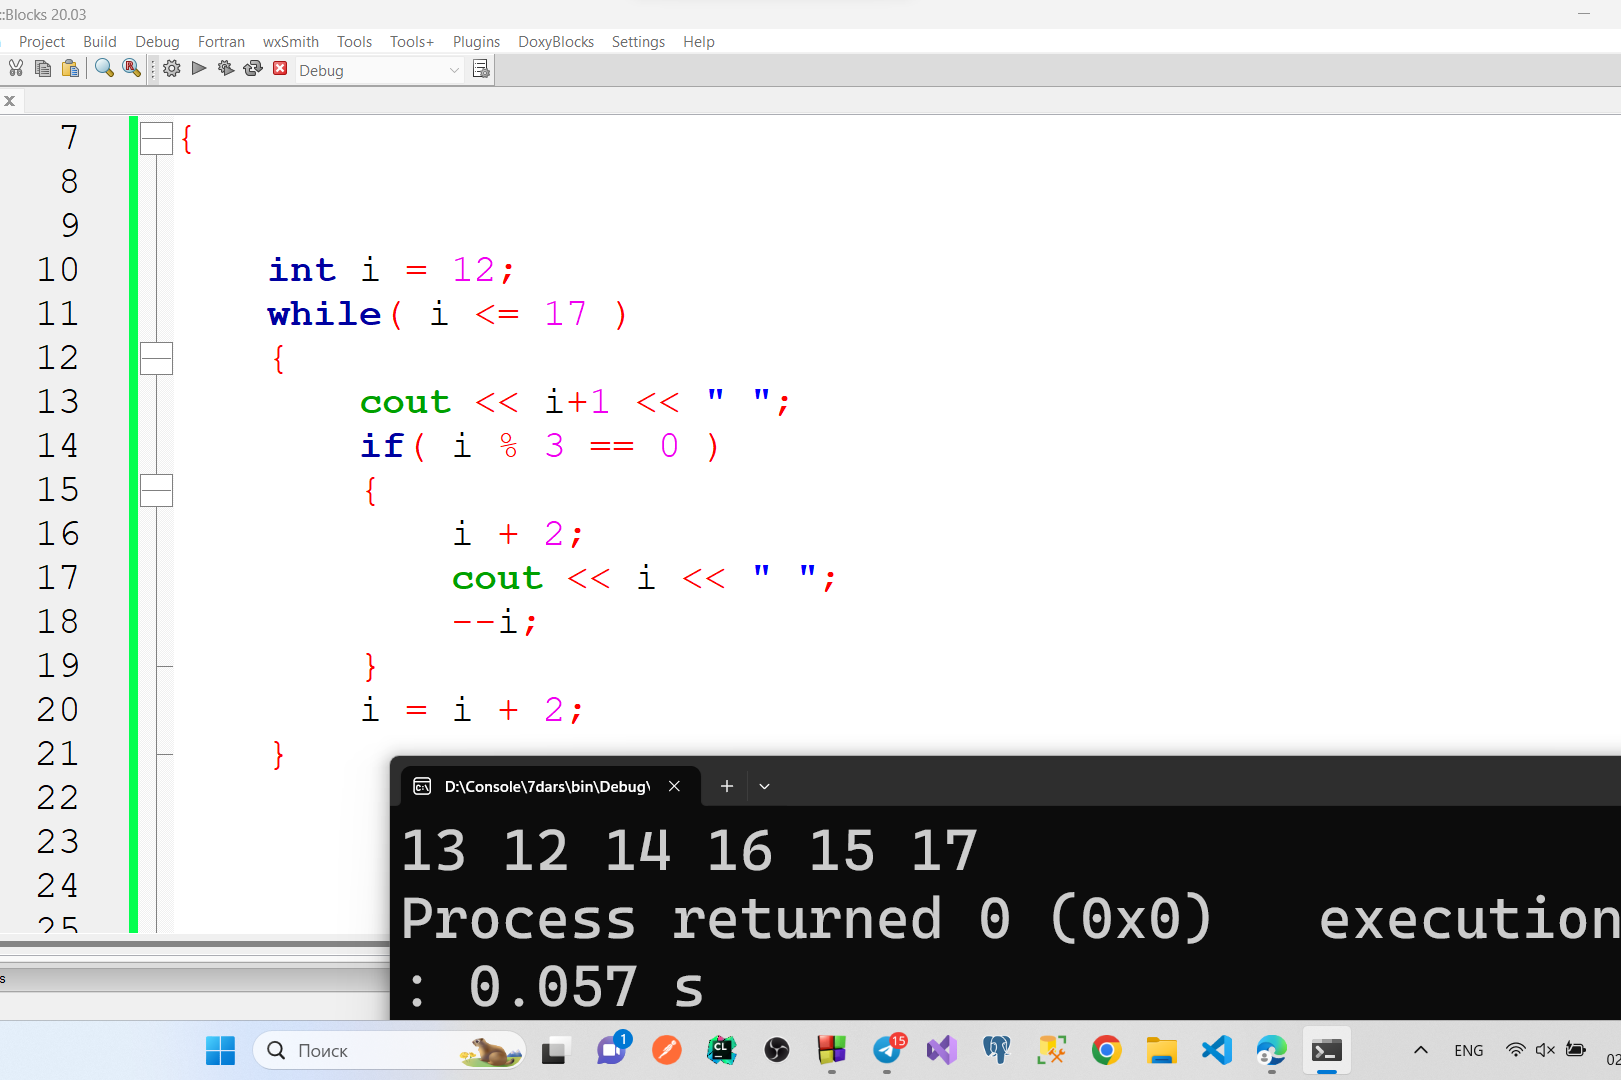 ::Blocks 20.03
Project Build Debug Fortran wxSmith Tools Tools+ Plugins DoxyBlocks Settings Help
Debug
7 {
8
9
10 int i = 12;
11 while( i <= 17 )
12 {
13 cout << i+1 << " ";
14 if( i % 3 == 0 )
15 {
16 i + 2;
17 cout << i << " ";
18 --i;
19 }
20 i = i + 2;
21 }
22
23
24
25
D:\Console\7dars\bin\Debug\
13 12 14 16 15 17
Process returned 0 (0x0) execution
: 0.057 s
s
Поиск
1
CL
15
ENG
02